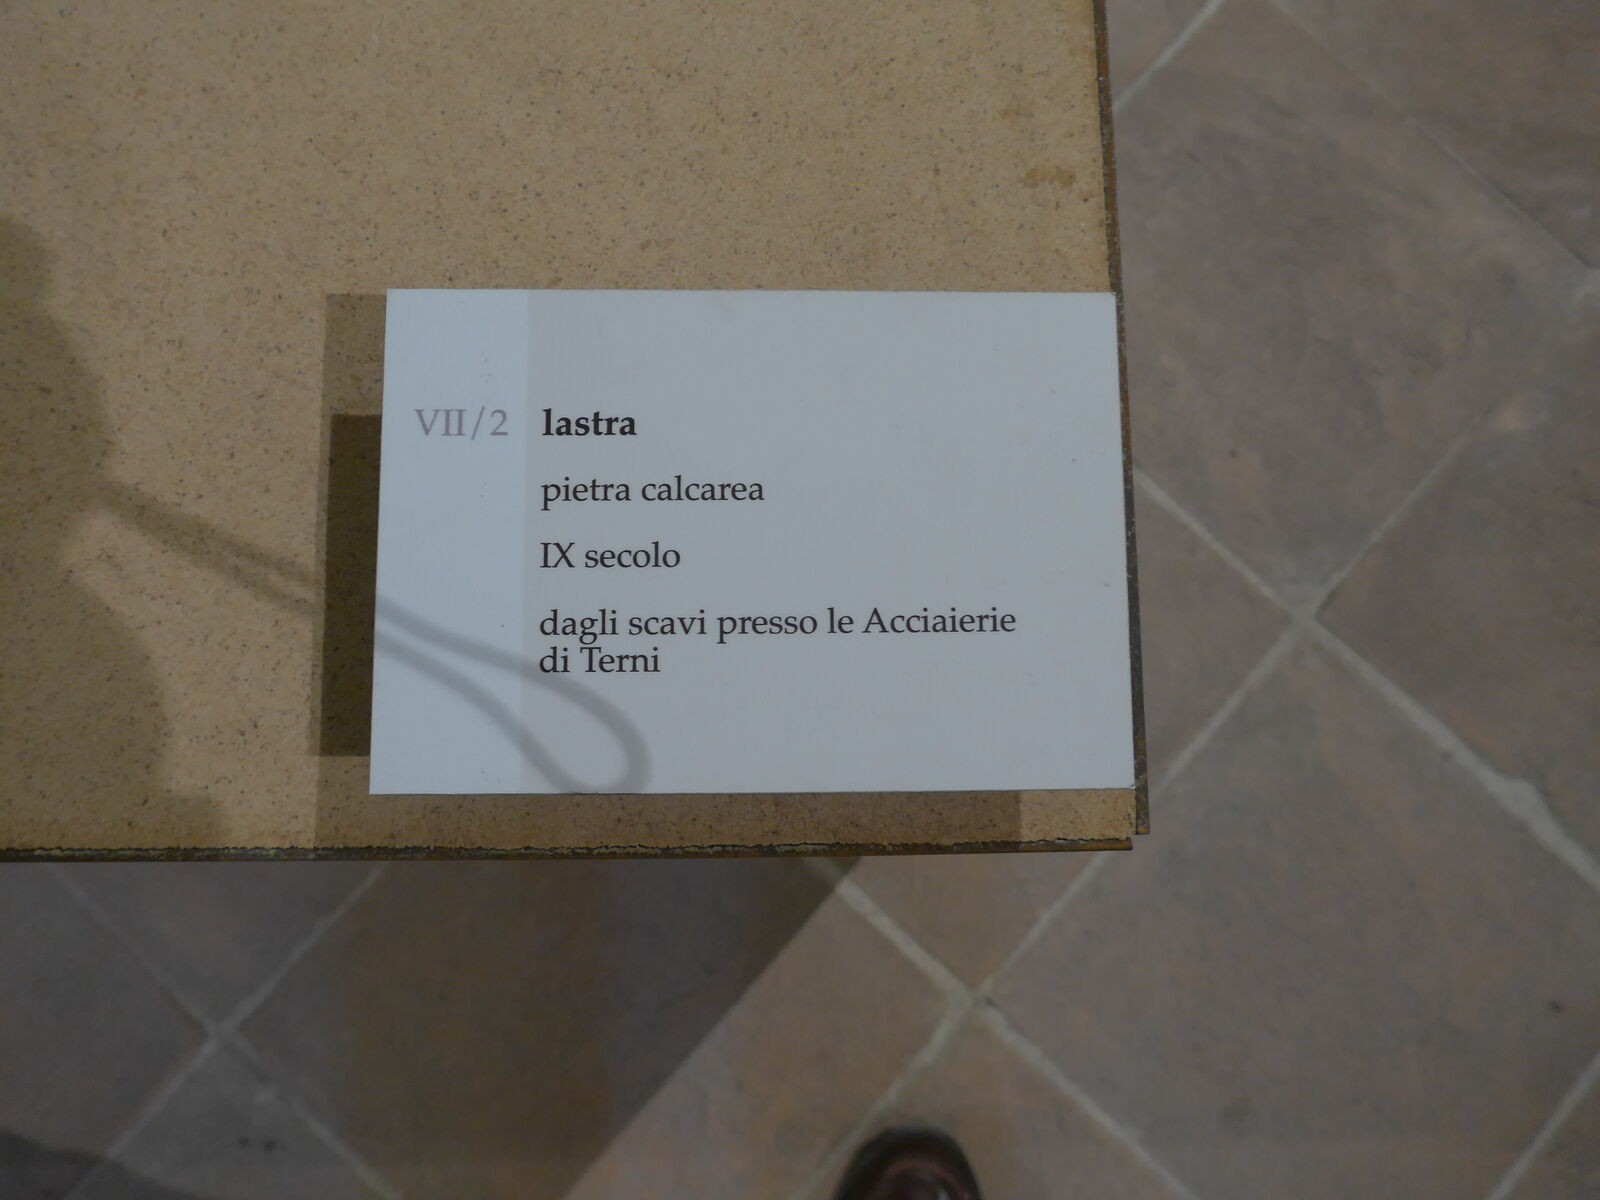 VII/2 lastra
pietra calcarea
IX secolo
dagli scavi presso le Acciaierie
di Terni